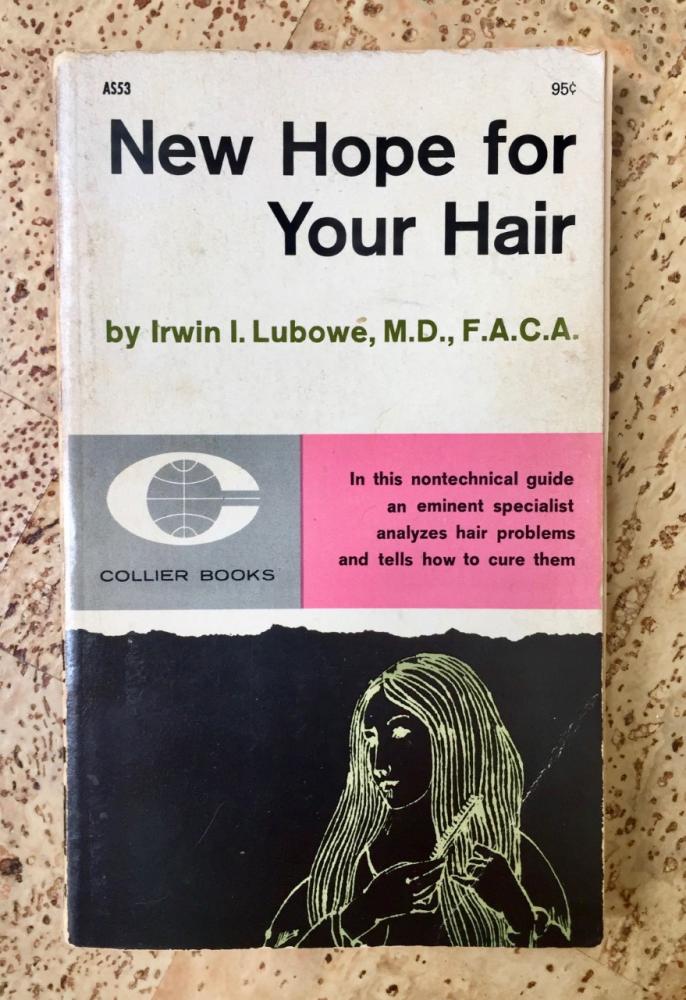 AS53
95¢
New Hope for
Your Hair
by Irwin I. Lubowe, M.D., F.A.C.A.
In this nontechnical guide
an eminent specialist
analyzes hair problems
and tells how to cure them
COLLIER BOOKS